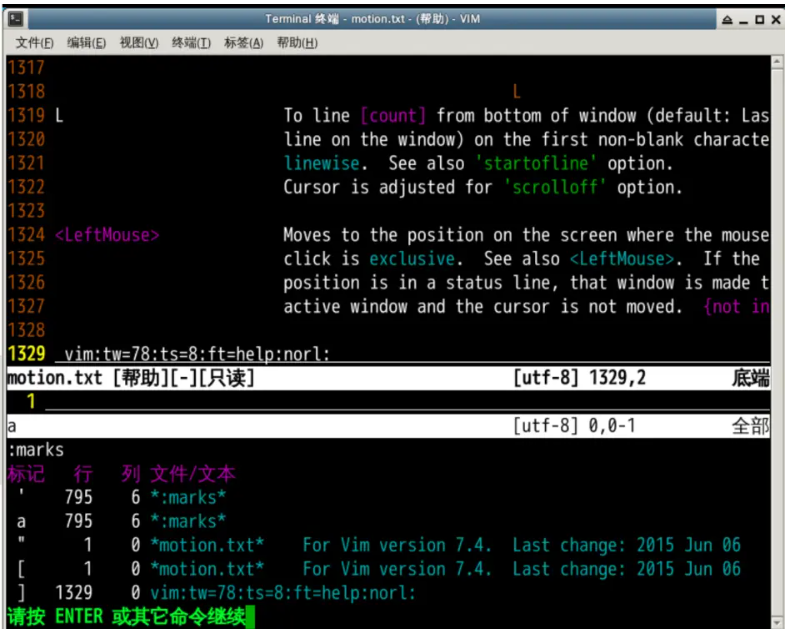 Terminal 终端 - motion.txt - (帮助) - VIM
文件(F) 编辑(E) 视图(V) 终端(T) 标签(A) 帮助(H)
1317
1318 L
1319 L To line [count] from bottom of window (default: Las
1320 line on the window) on the first non-blank characte
1321 linewise. See also 'startofline' option.
1322 Cursor is adjusted for 'scrolloff' option.
1323
1324 <LeftMouse> Moves to the position on the screen where the mouse
1325 click is exclusive. See also <LeftMouse>. If the
1326 position is in a status line, that window is made t
1327 active window and the cursor is not moved. {not in
1328
1329 vim:tw=78:ts=8:ft=help:norl:
motion.txt [帮助][-][只读] [utf-8] 1329,2 底端
1
a [utf-8] 0,0-1 全部
:marks
标记 行 列 文件/文本
' 795 6 *:marks*
a 795 6 *:marks*
" 1 0 *motion.txt* For Vim version 7.4. Last change: 2015 Jun 06
[ 1 0 *motion.txt* For Vim version 7.4. Last change: 2015 Jun 06
] 1329 0 vim:tw=78:ts=8:ft=help:norl:
请按 ENTER 或其它命令继续